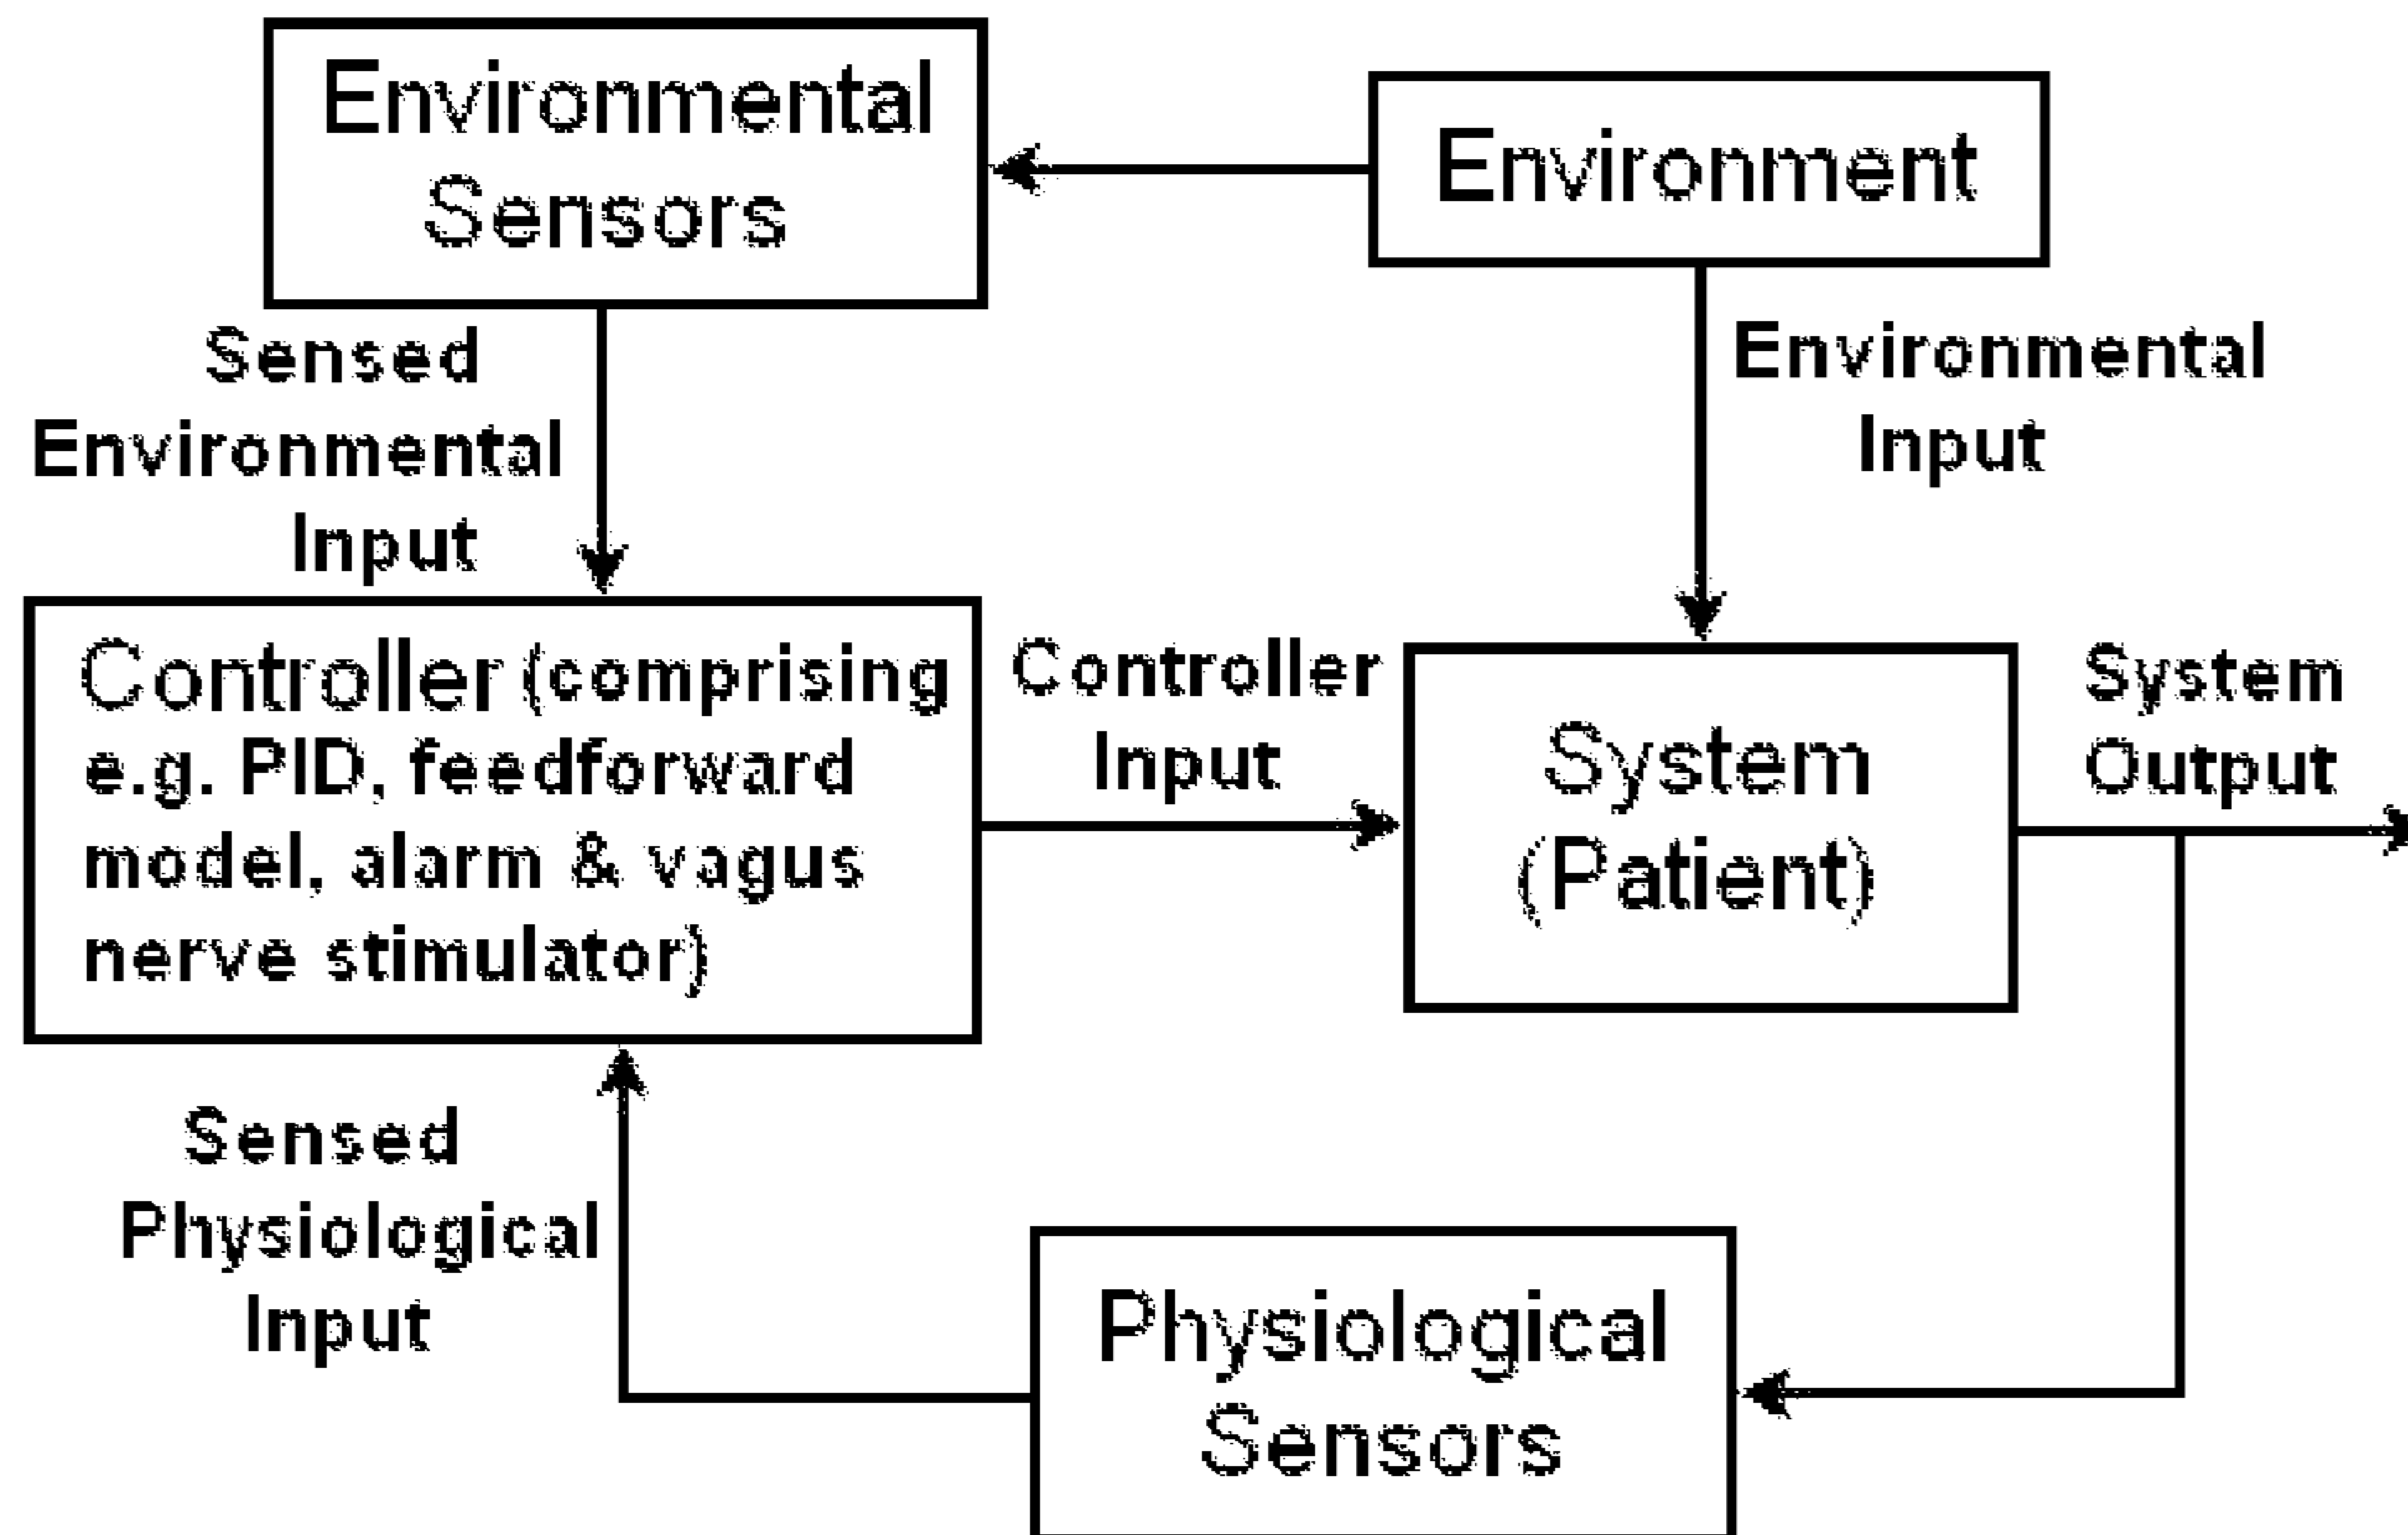 Environmental
Sensors
Environment
Sensed
Environmental
Input
Environmental
Input
Controller (comprising
e.g. PID, feedforward
model, alarm & vagus
nerve stimulator)
Controller
Input
System
(Patient)
System
Output
Sensed
Physiological
Input
Physiological
Sensors